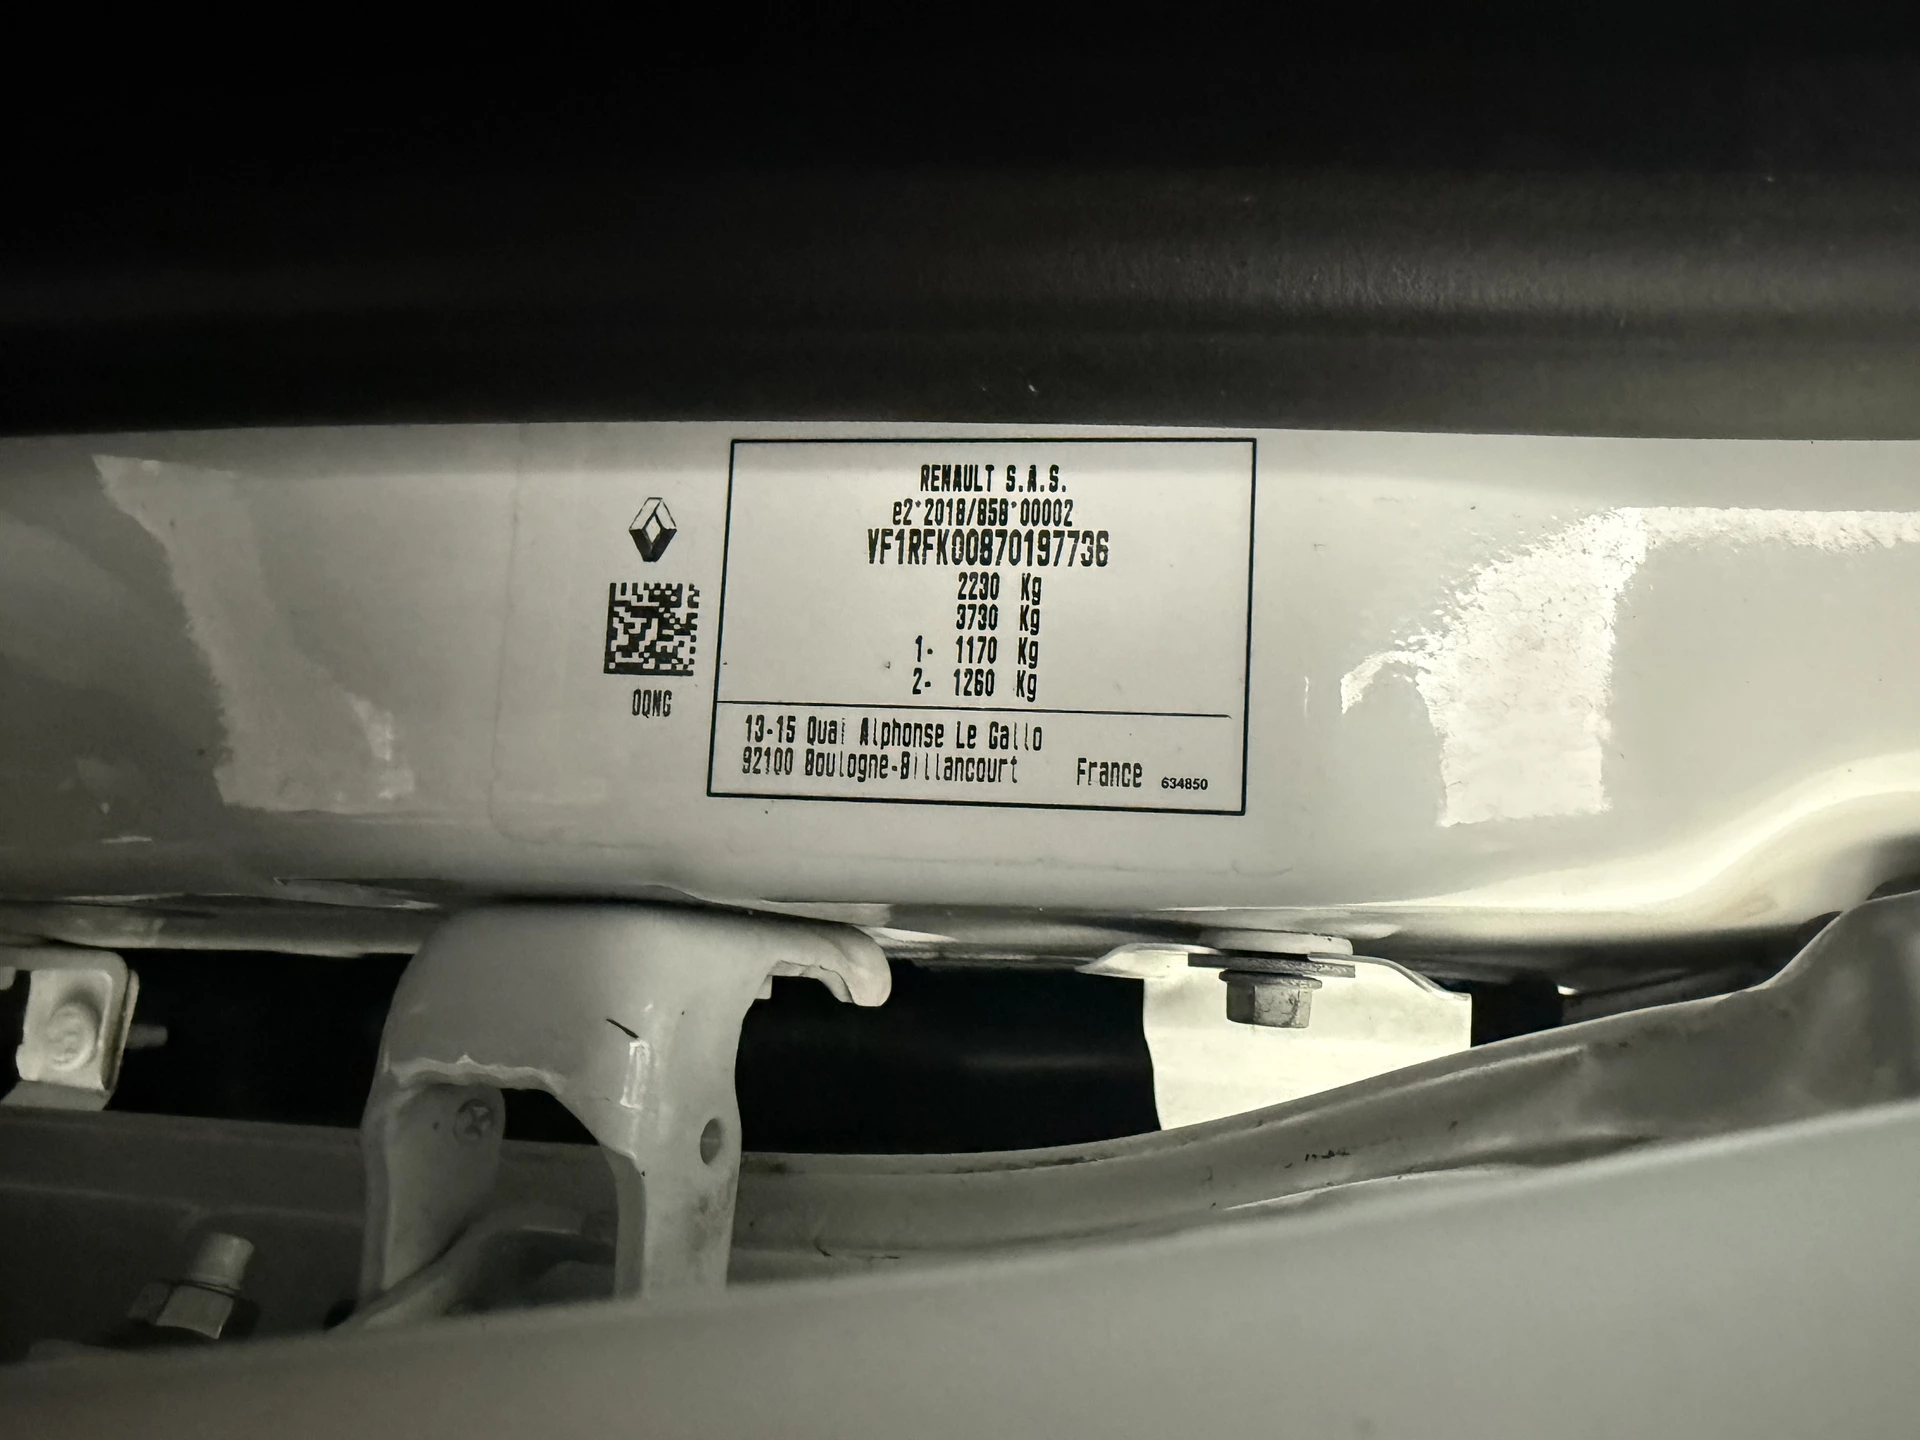 RENAULT S.A.S.
e2*2018/858*00002
VF1RFK00870197736
2230 Kg
3730 Kg
1- 1170 Kg
2- 1260 Kg
OQNG
13-15 Quai Alphonse Le Gallo
92100 Boulogne-Billancourt France 634850